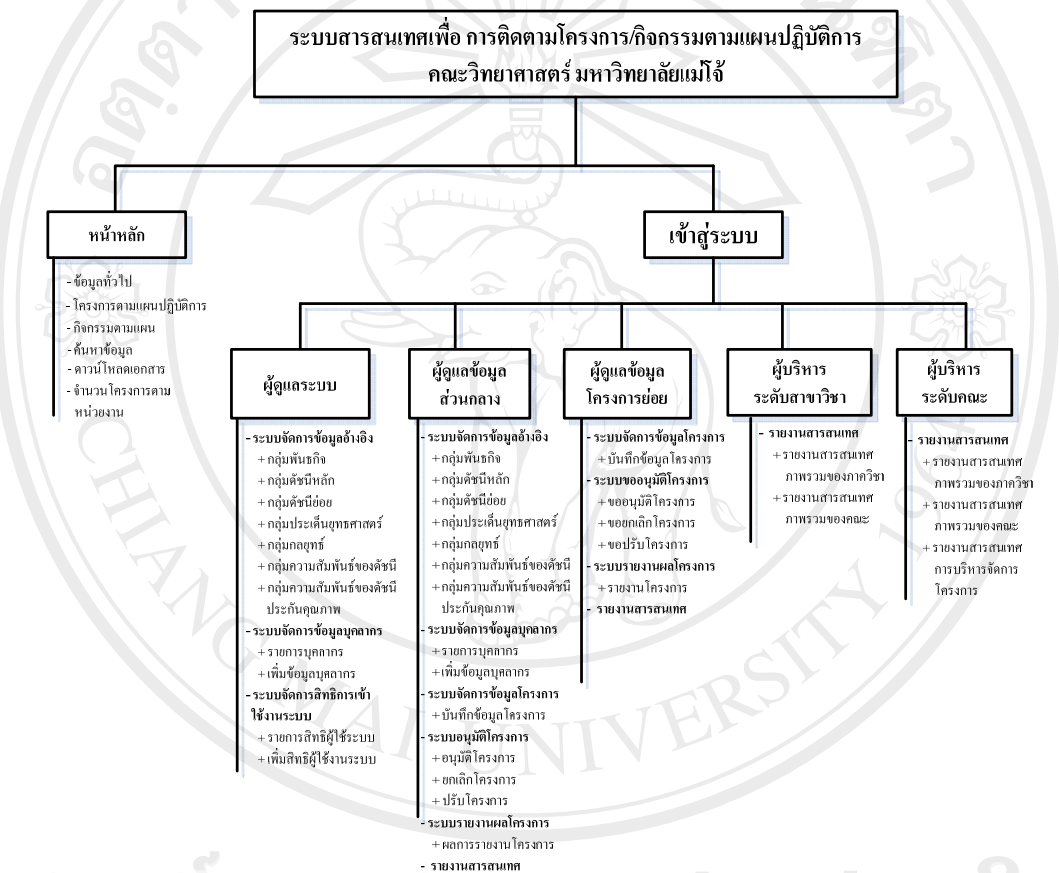 ระบบสารสนเทศเพื่อ การติดตามโครงการ/กิจกรรมตามแผนปฏิบัติการ
คณะวิทยาศาสตร์ มหาวิทยาลัยแม่โจ้
หน้าหลัก
- ข้อมูลทั่วไป
- โครงการตามแผนปฏิบัติการ
- กิจกรรมตามแผน
- ค้นหาข้อมูล
- ดาวน์โหลดเอกสาร
- จำนวนโครงการตาม
หน่วยงาน
เข้าสู่ระบบ
ผู้ดูแลระบบ
- ระบบจัดการข้อมูลอ้างอิง
+ กลุ่มพันธกิจ
+ กลุ่มดัชนีหลัก
+ กลุ่มดัชนีย่อย
+ กลุ่มประเด็นยุทธศาสตร์
+ กลุ่มกลยุทธ์
+ กลุ่มความสัมพันธ์ของดัชนี
+ กลุ่มความสัมพันธ์ของดัชนี
ประกันคุณภาพ
- ระบบจัดการข้อมูลบุคลากร
+ รายการบุคลากร
+ เพิ่มข้อมูลบุคลากร
- ระบบจัดการสิทธิการเข้า
ใช้งานระบบ
+ รายการสิทธิผู้ใช้ระบบ
+ เพิ่มสิทธิผู้ใช้งานระบบ
ผู้ดูแลข้อมูล
ส่วนกลาง
- ระบบจัดการข้อมูลอ้างอิง
+ กลุ่มพันธกิจ
+ กลุ่มดัชนีหลัก
+ กลุ่มดัชนีย่อย
+ กลุ่มประเด็นยุทธศาสตร์
+ กลุ่มกลยุทธ์
+ กลุ่มความสัมพันธ์ของดัชนี
+ กลุ่มความสัมพันธ์ของดัชนี
ประกันคุณภาพ
- ระบบจัดการข้อมูลบุคลากร
+ รายการบุคลากร
+ เพิ่มข้อมูลบุคลากร
- ระบบจัดการข้อมูลโครงการ
+ บันทึกข้อมูลโครงการ
- ระบบอนุมัติโครงการ
+ อนุมัติโครงการ
+ ยกเลิกโครงการ
+ ปรับโครงการ
- ระบบรายงานผลโครงการ
+ ผลการรายงานโครงการ
- รายงานสารสนเทศ
ผู้ดูแลข้อมูล
โครงการย่อย
- ระบบจัดการข้อมูลโครงการ
+ บันทึกข้อมูลโครงการ
- ระบบขออนุมัติโครงการ
+ ขออนุมัติโครงการ
+ ขอยกเลิกโครงการ
+ ขอปรับโครงการ
- ระบบรายงานผลโครงการ
+ รายงานโครงการ
- รายงานสารสนเทศ
ผู้บริหาร
ระดับสาขาวิชา
- รายงานสารสนเทศ
+ รายงานสารสนเทศ
ภาพรวมของภาควิชา
+ รายงานสารสนเทศ
ภาพรวมของคณะ
ผู้บริหาร
ระดับคณะ
- รายงานสารสนเทศ
+ รายงานสารสนเทศ
ภาพรวมของภาควิชา
+ รายงานสารสนเทศ
ภาพรวมของคณะ
+ รายงานสารสนเทศ
การบริหารจัดการ
โครงการ
CHIANG MAI UNIVERSITY 1964